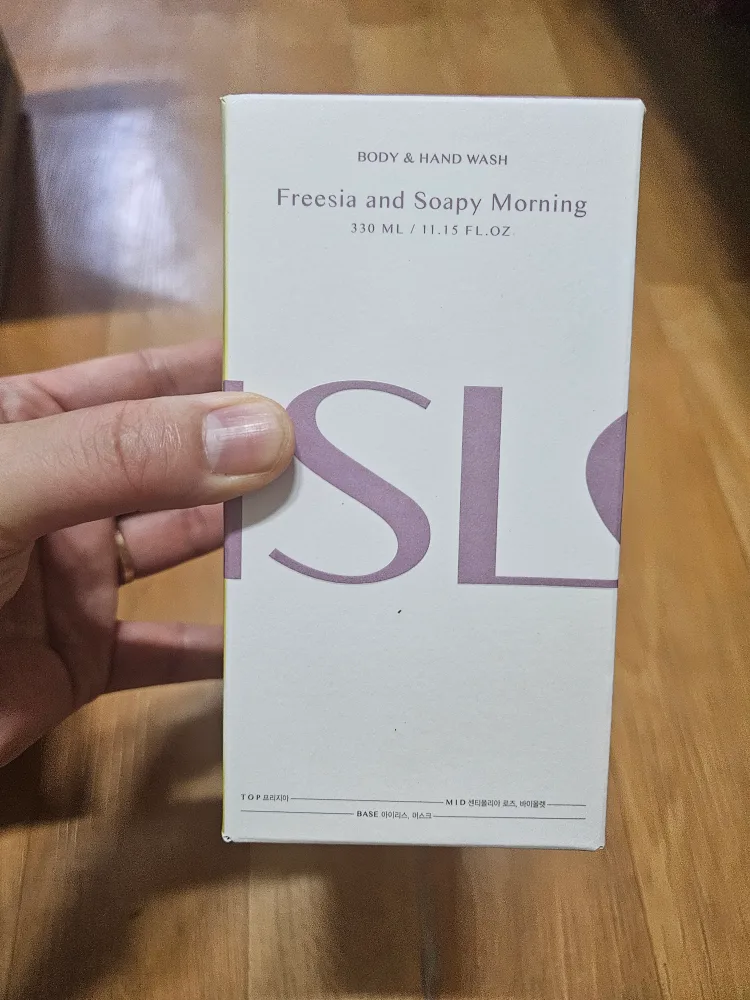 BODY & HAND WASH
Freesia and Soapy Morning
330 ML / 11.15 FL.OZ.
ISL
TOP 프리지아 MID 센티폴리아 로즈, 바이올렛
BASE 아이리스, 머스크